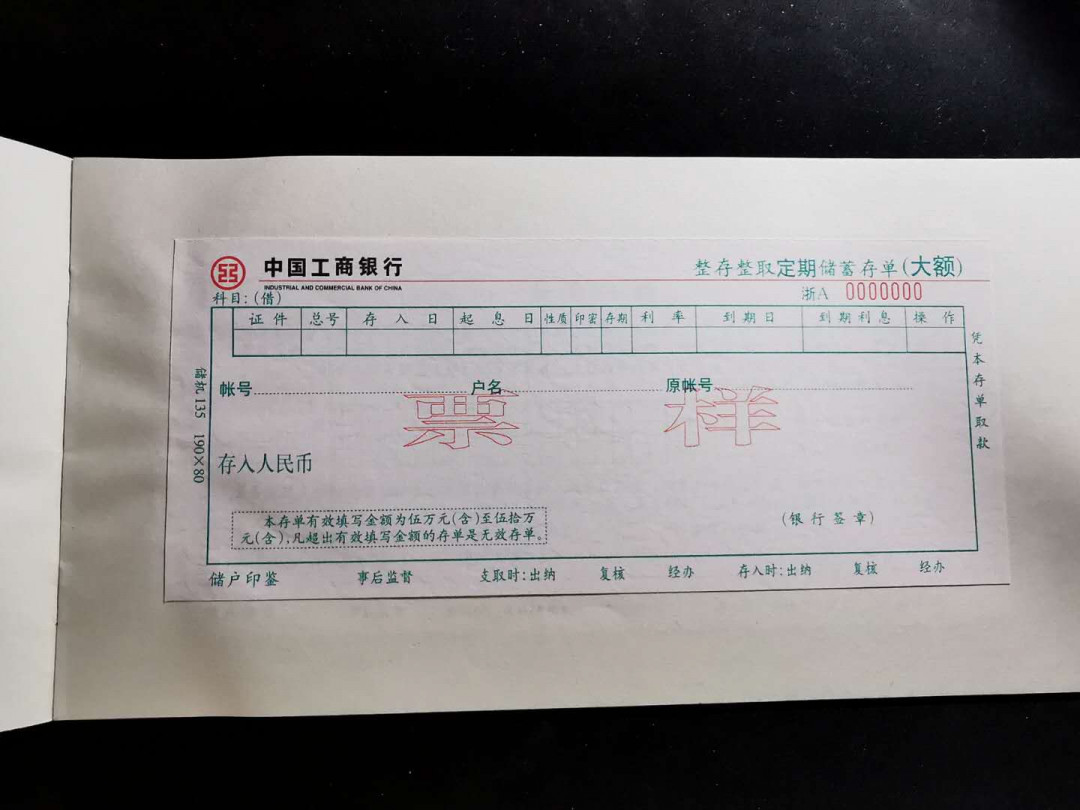 中国工商银行
INDUSTRIAL AND COMMERCIAL BANK OF CHINA
整存整取定期储蓄存单(大额)
科目:(借)
浙A 0000000
证件 总号 存入日 起息日 性质 印密 存期 利率 到期日 到期利息 操作
帐号 户名 原帐号
票样
存入人民币
本存单有效填写金额为伍万元(含)至伍拾万
元(含),凡超出有效填写金额的存单是无效存单。
(银行签章)
储户印鉴 事后监督 支取时:出纳 复核 经办 存入时:出纳 复核 经办
凭本存单取款
储机 135 190×80